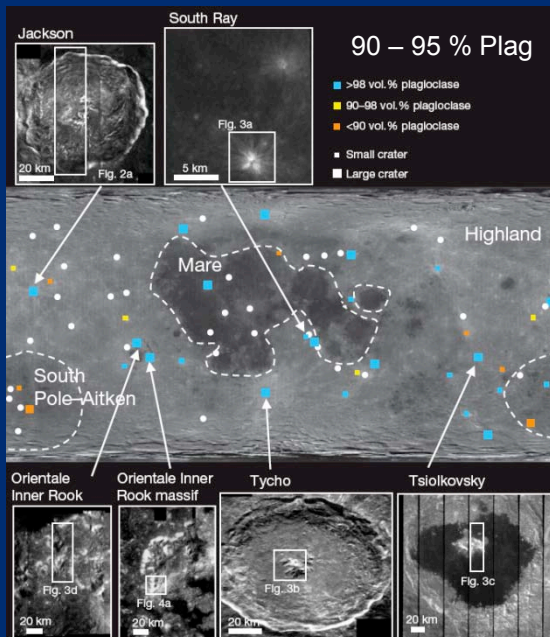 Jackson
South Ray
90 – 95 % Plag
>98 vol.% plagioclase
90–98 vol.% plagioclase
<90 vol.% plagioclase
Small crater
Large crater
20 km
Fig. 2a
Fig. 3a
5 km
Highland
Mare
South
Pole–Aitken
Orientale
Inner Rook
Orientale Inner
Rook massif
Tycho
Tsiolkovsky
Fig. 3d
20 km
Fig. 4a
20 km
Fig. 3b
20 km
Fig. 3c
20 km